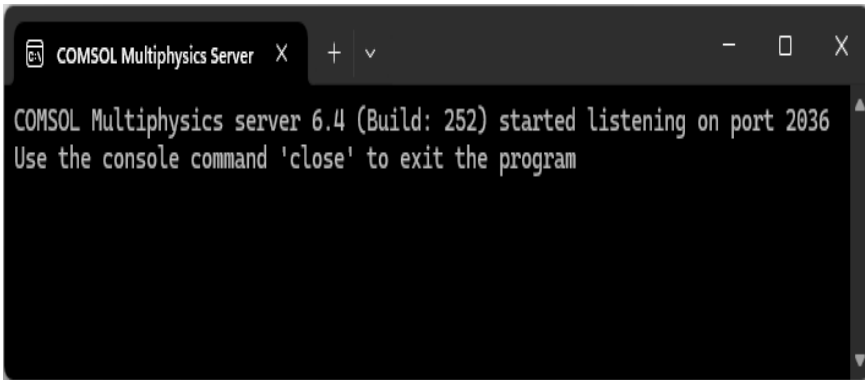 COMSOL Multiphysics Server
COMSOL Multiphysics server 6.4 (Build: 252) started listening on port 2036
Use the console command 'close' to exit the program